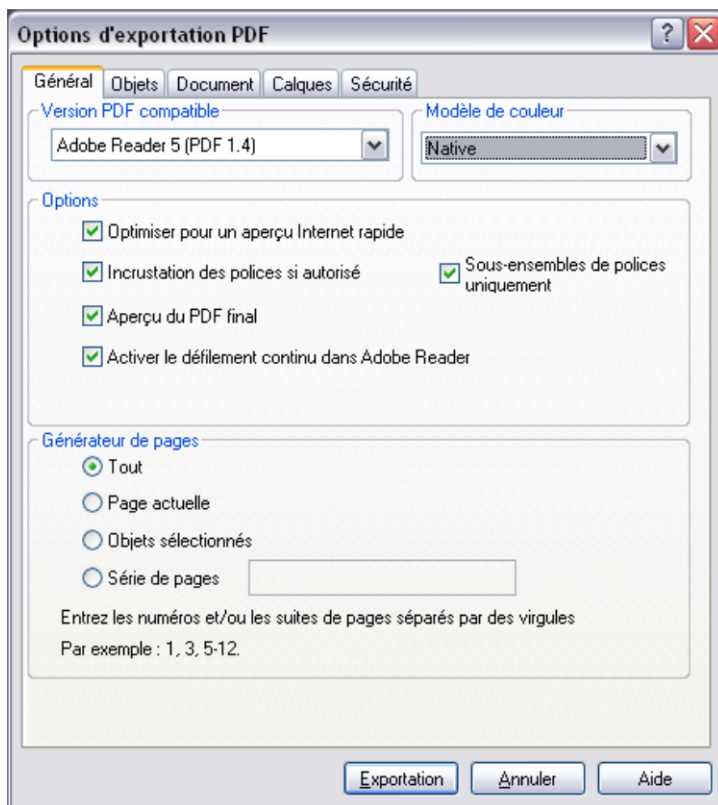 Options d'exportation PDF
?
Général Objets Document Calques Sécurité
Version PDF compatible
Adobe Reader 5 (PDF 1.4)
Modèle de couleur
Native
Options
Optimiser pour un aperçu Internet rapide
Incrustation des polices si autorisé
Sous-ensembles de polices
uniquement
Aperçu du PDF final
Activer le défilement continu dans Adobe Reader
Générateur de pages
Tout
Page actuelle
Objets sélectionnés
Série de pages
Entrez les numéros et/ou les suites de pages séparés par des virgules
Par exemple : 1, 3, 5-12.
Exportation Annuler Aide